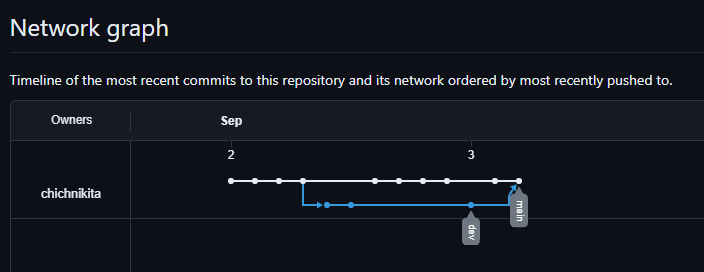 Network graph
Timeline of the most recent commits to this repository and its network ordered by most recently pushed to.
Owners
Sep
2
3
chichnikita
main
dev